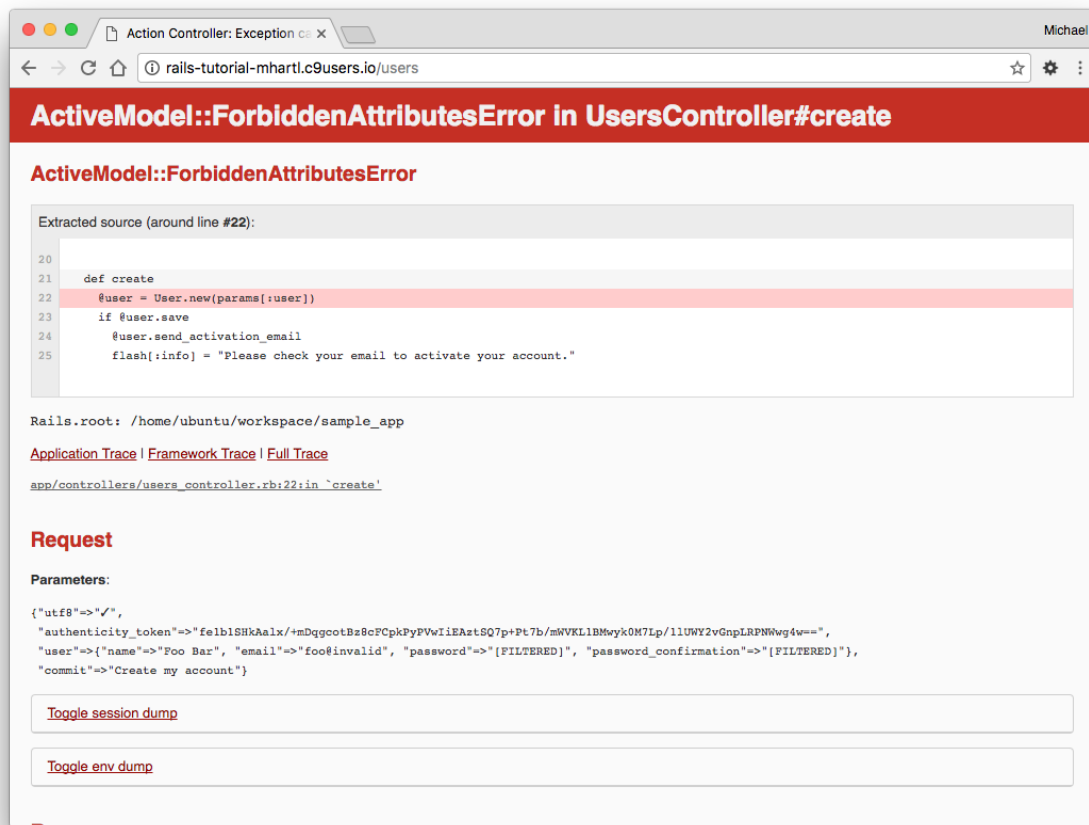 Action Controller: Exception ca
Michael
rails-tutorial-mhartl.c9users.io/users
ActiveModel::ForbiddenAttributesError in UsersController#create
ActiveModel::ForbiddenAttributesError
Extracted source (around line #22):
20
21 def create
22 @user = User.new(params[:user])
23 if @user.save
24 @user.send_activation_email
25 flash[:info] = "Please check your email to activate your account."
Rails.root: /home/ubuntu/workspace/sample_app
Application Trace | Framework Trace | Full Trace
app/controllers/users_controller.rb:22:in `create'
Request
Parameters:
{"utf8"=>"✓",
"authenticity_token"=>"fe1b1SHkAa1x/+mDqgcotBz8cFCpkPyPVwIiEAztSQ7p+Pt7b/mWVKL1BMwyk0M7Lp/l1UWY2vGnpLRPNWwg4w==",
"user"=>{"name"=>"Foo Bar", "email"=>"foo@invalid", "password"=>"[FILTERED]", "password_confirmation"=>"[FILTERED]"},
"commit"=>"Create my account"}
Toggle session dump
Toggle env dump